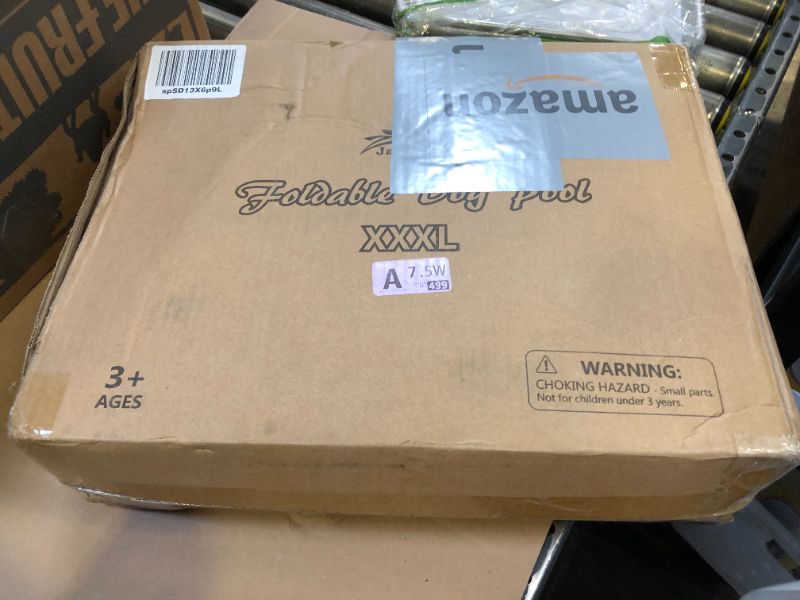 spSD13X6p9L
amazon
Foldable Dog Pool
XXXL
A 7.5W
499
3+
AGES
WARNING:
CHOKING HAZARD - Small parts.
Not for children under 3 years.
FRUIT